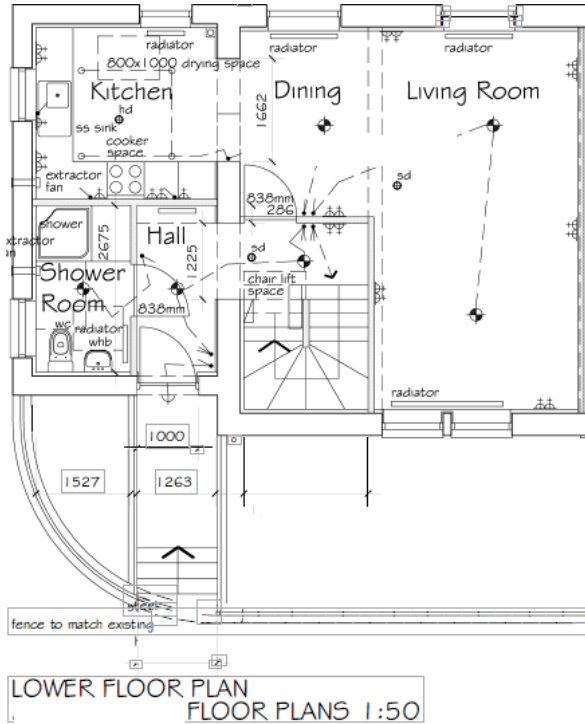 radiator
radiator
radiator
800x1000 drying space
Kitchen
Dining
Living Room
hd
1662
ss sink
cooker
space
extractor
fan
sd
838mm
286
shower
extractor
fan
2675
Hall
1225
sd
chair lift
space
Shower
Room
838mm
wc
radiator
whb
radiator
1000
1527
1263
fence to match existing
LOWER FLOOR PLAN
FLOOR PLANS 1:50